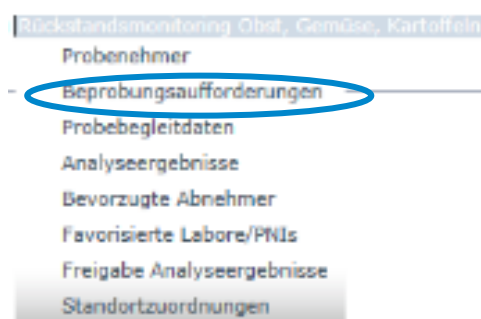 Rückstandsmonitoring Obst, Gemüse, Kartoffeln
Probenehmer
Beprobungsaufforderungen
Probebegleitdaten
Analyseergebnisse
Bevorzugte Abnehmer
Favorisierte Labore/PNIs
Freigabe Analyseergebnisse
Standortzuordnungen